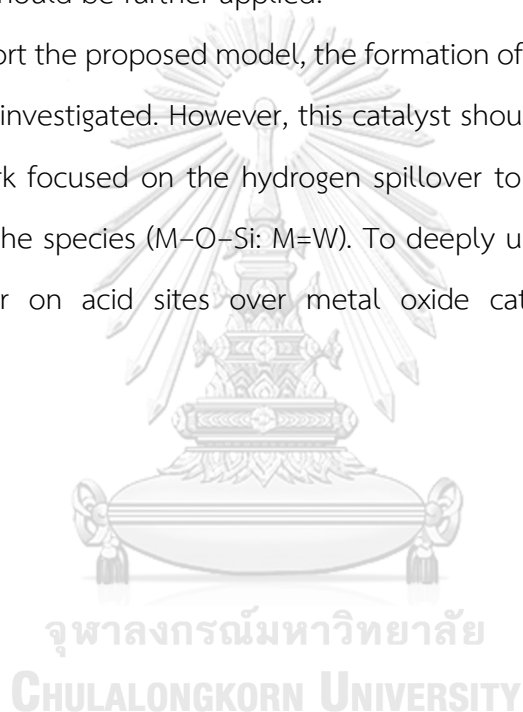 hould be further applied.
ort the proposed model, the formation of
investigated. However, this catalyst shou
rk focused on the hydrogen spillover to
he species (M–O–Si: M=W). To deeply u
r on acid sites over metal oxide cat
จุฬาลงกรณ์มหาวิทยาลัย
CHULALONGKORN UNIVERSITY